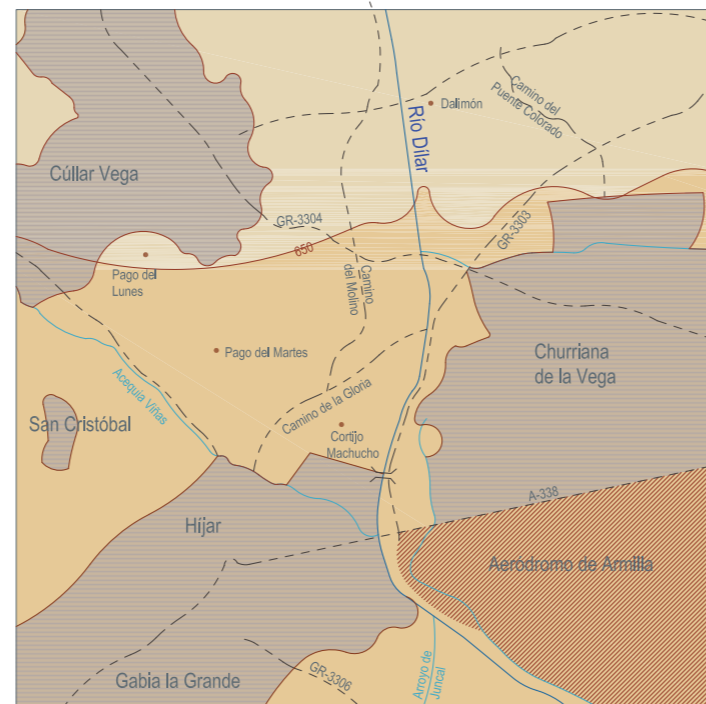 Camino del
Puente Colorado
Dalimón
Río Dílar
Cúllar Vega
GR-3304
GR-3303
650
Pago del
Lunes
Camino
del Molino
Pago del Martes
Churriana
de la Vega
Acequia Viñas
Camino de la Gloria
San Cristóbal
Cortijo
Machucho
A-338
Híjar
Aeródromo de Armilla
Arroyo de
Juncal
GR-3306
Gabia la Grande